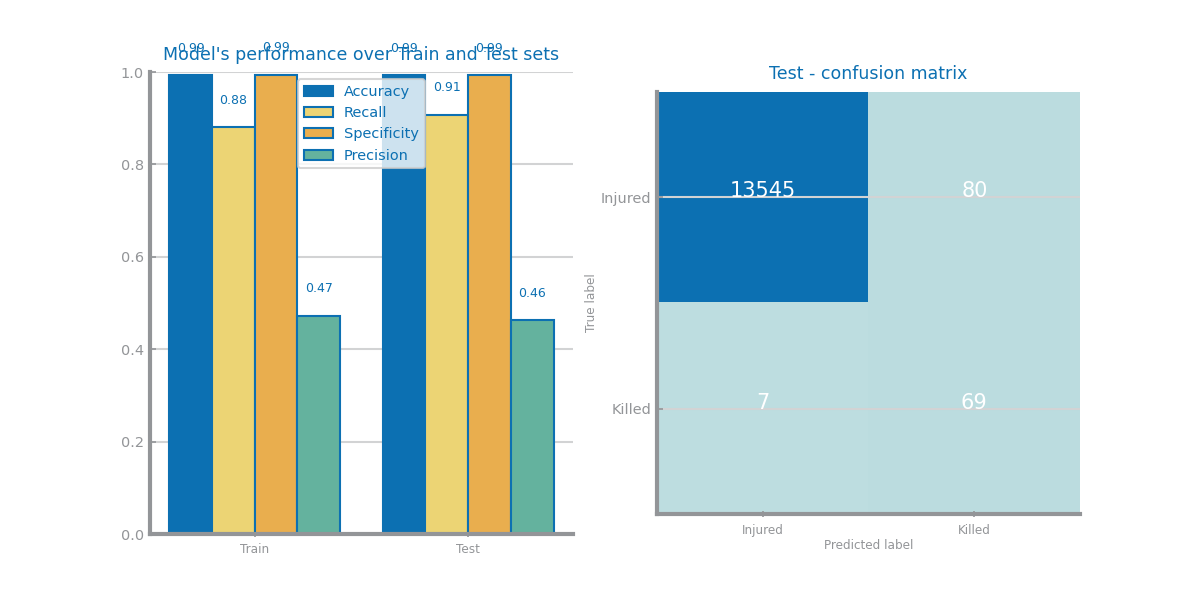 Model's performance over Train and Test sets
0.99
0.99
0.99
0.99
1.0
0.88
0.91
Accuracy
Recall
Specificity
Precision
0.8
0.6
0.47
0.46
0.4
0.2
0.0
Train
Test
Test - confusion matrix
Injured
13545
80
True label
Killed
7
69
Injured
Killed
Predicted label